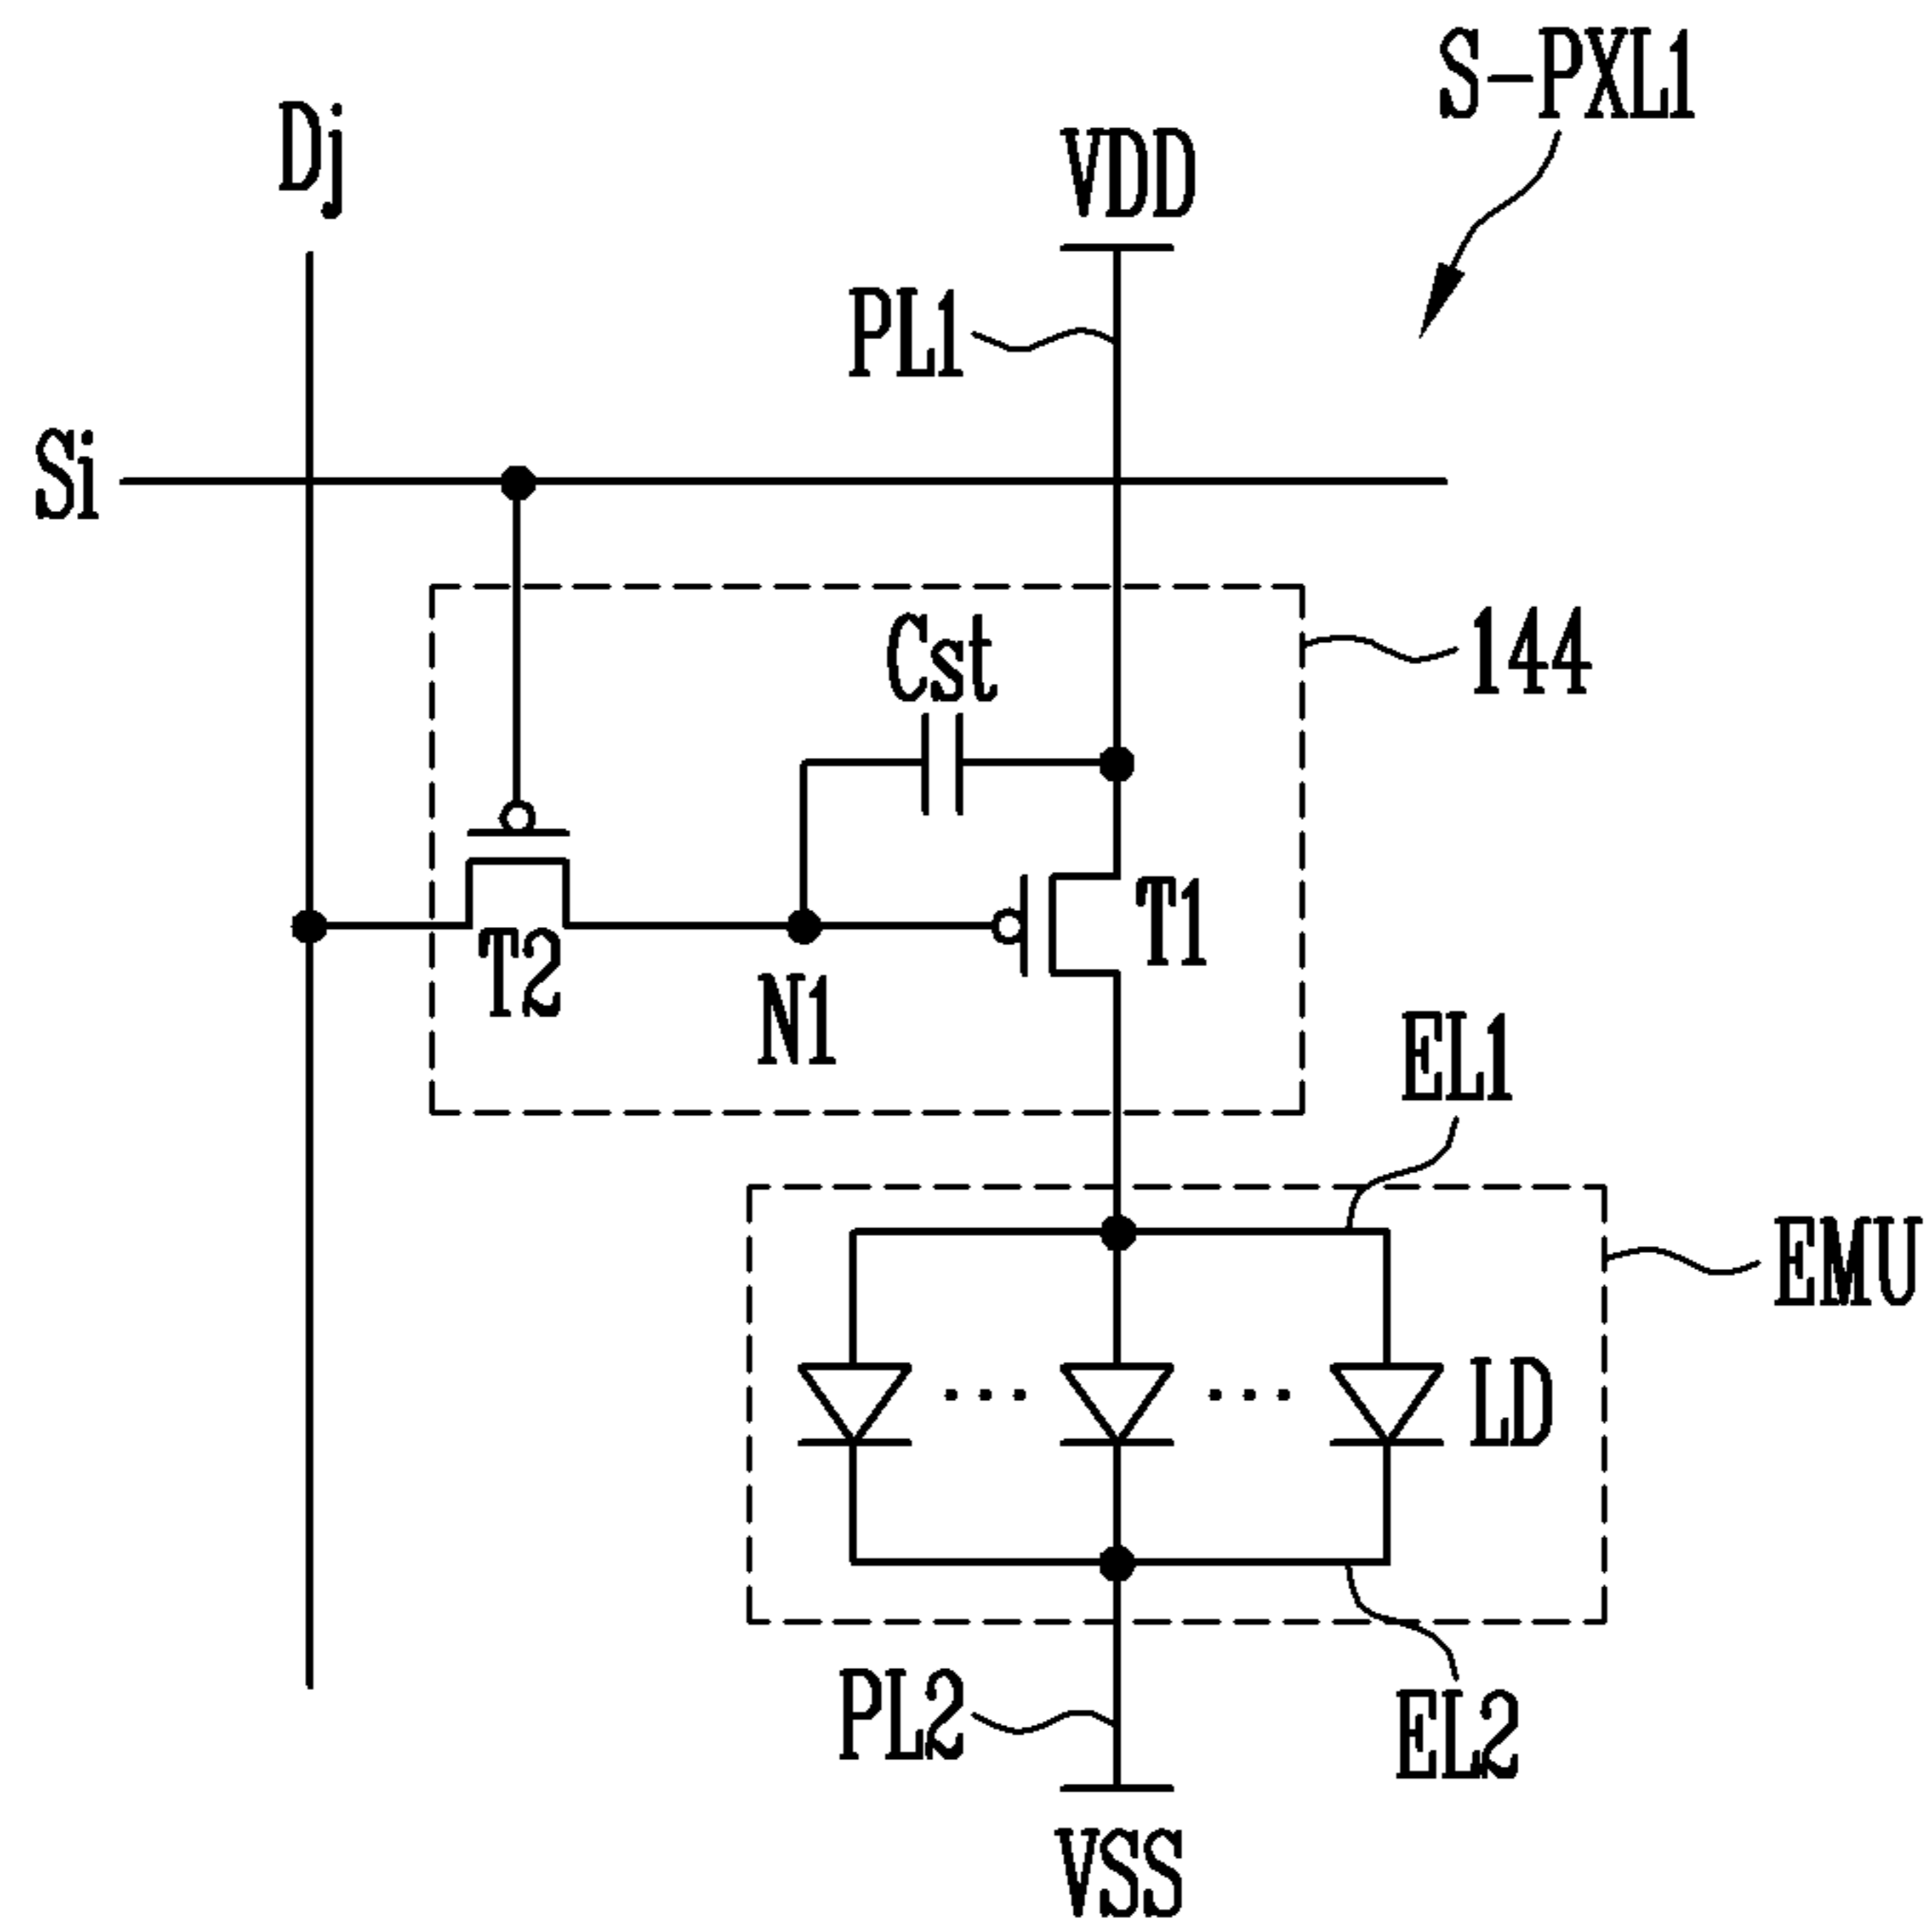 S-PXL1
Dj
VDD
PL1
Si
Cst
144
T1
T2
N1
EL1
EMU
LD
PL2
EL2
VSS